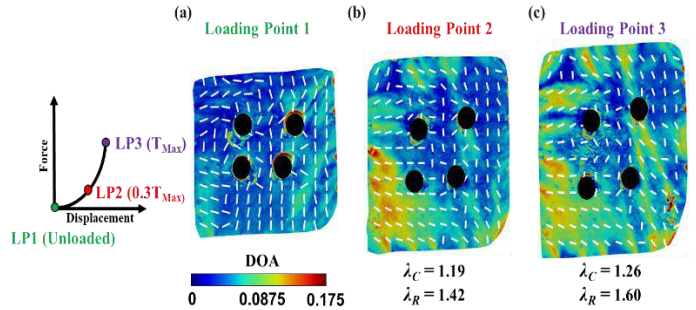 (a)
Loading Point 1
(b)
Loading Point 2
(c)
Loading Point 3
Force
LP3 (TMax)
LP2 (0.3TMax)
Displacement
LP1 (Unloaded)
DOA
0
0.0875
0.175
λC = 1.19
λR = 1.42
λC = 1.26
λR = 1.60